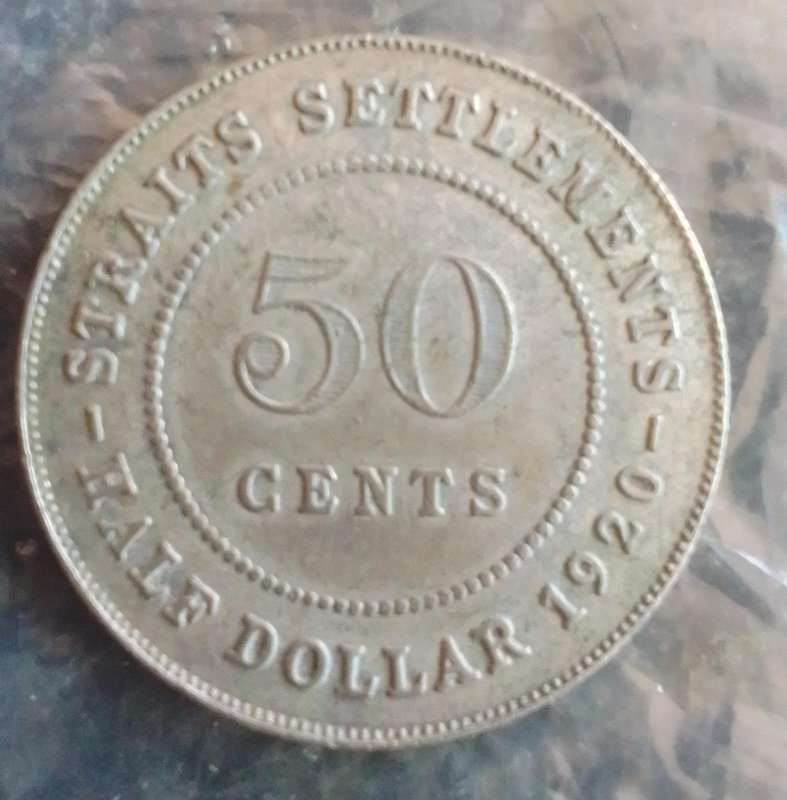 STRAITS SETTLEMENTS
50
CENTS
HALF DOLLAR 1920